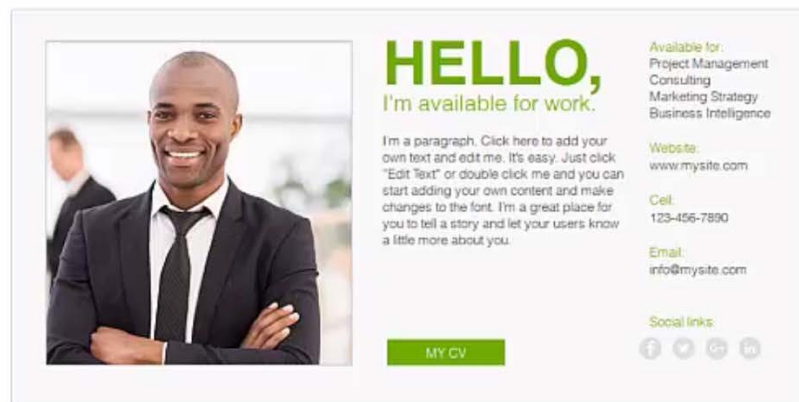 HELLO,
I'm available for work.
I'm a paragraph. Click here to add your
own text and edit me. It's easy. Just click
"Edit Text" or double click me and you can
start adding your own content and make
changes to the font. I'm a great place for
you to tell a story and let your users know
a little more about you.
MY CV
Available for:
Project Management
Consulting
Marketing Strategy
Business Intelligence
Website:
www.mysite.com
Cell:
123-456-7890
Email:
info@mysite.com
Social links:
f
G+
in